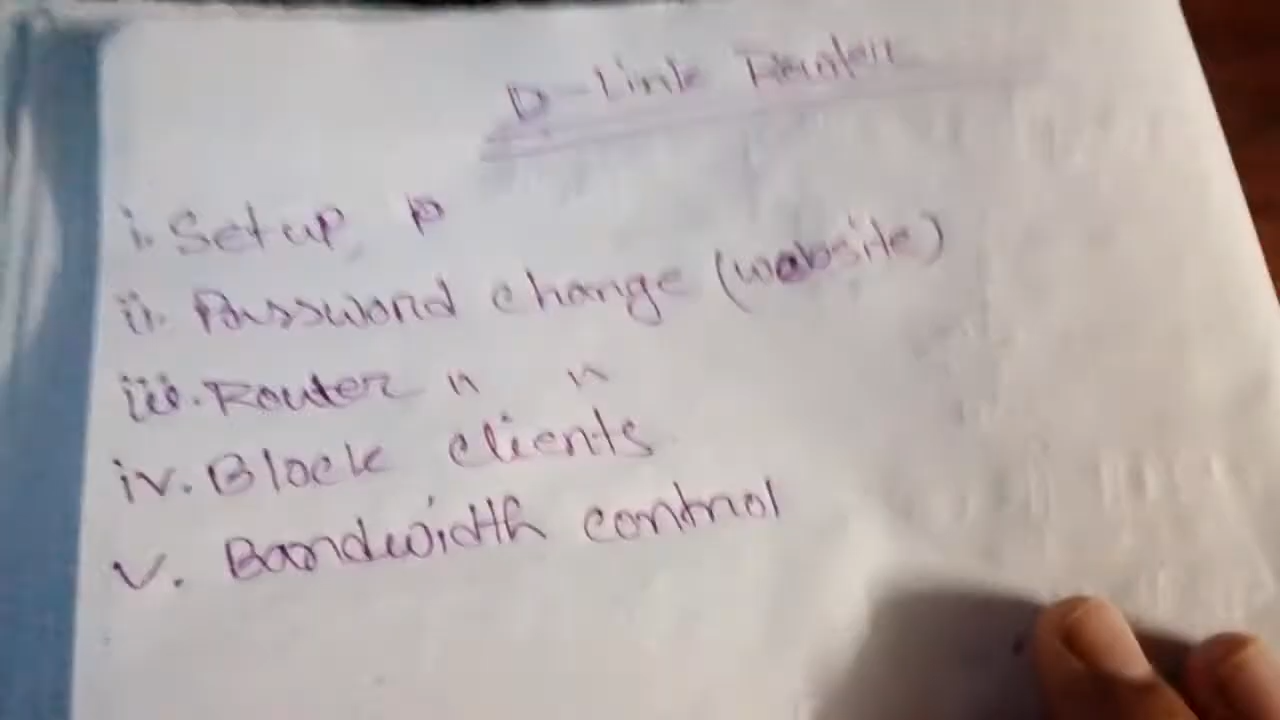 D-Link Router
i. Setup p
ii. Password change (website)
iii. Router " "
iv. Block clients
v. Bandwidth control